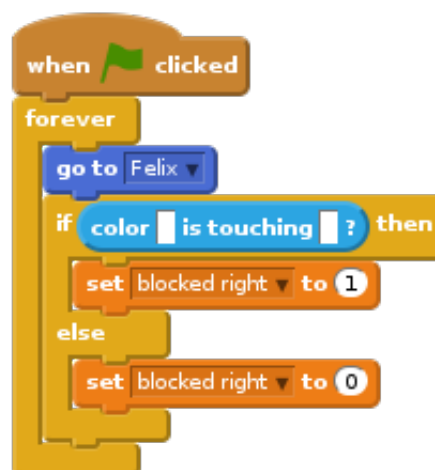 when clicked
forever
go to Felix
if color is touching ? then
set blocked right to 1
else
set blocked right to 0